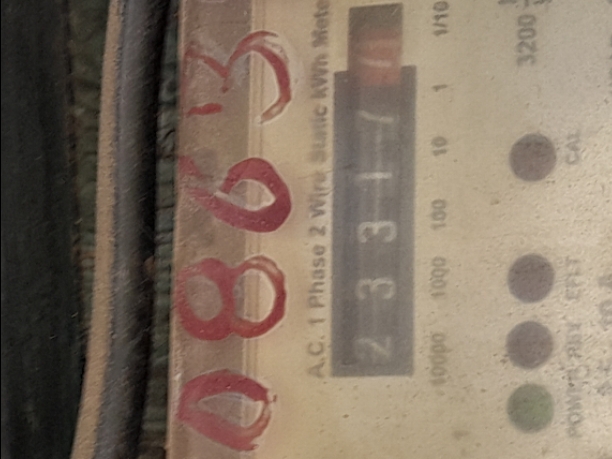 0863
A.C. 1 Phase 2 Wire Static kWh Meter
2 3 3 1 7
10000 1000 100 10 1 1/10
3200
POWER REV EFLT CAL